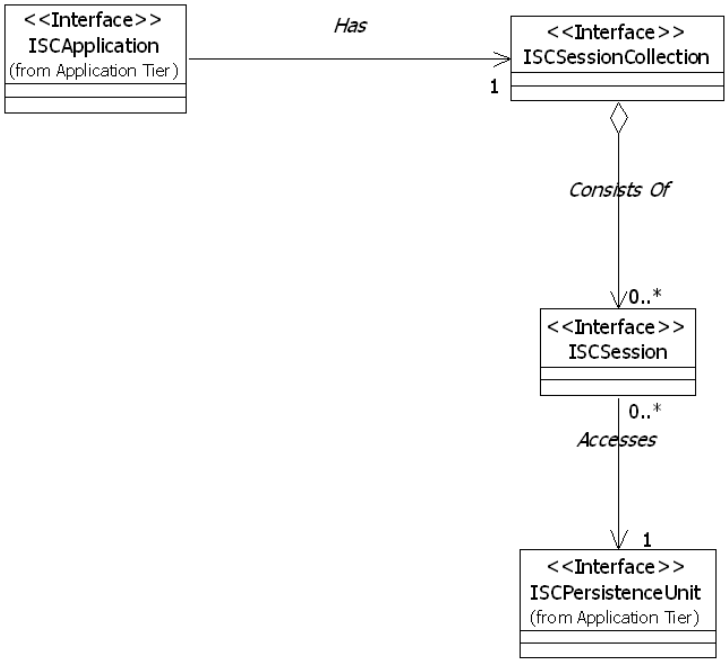 <<Interface>>
ISCApplication
(from Application Tier)
Has
1
<<Interface>>
ISCSessionCollection
Consists Of
0..*
<<Interface>>
ISCSession
0..*
Accesses
1
<<Interface>>
ISCPersistenceUnit
(from Application Tier)